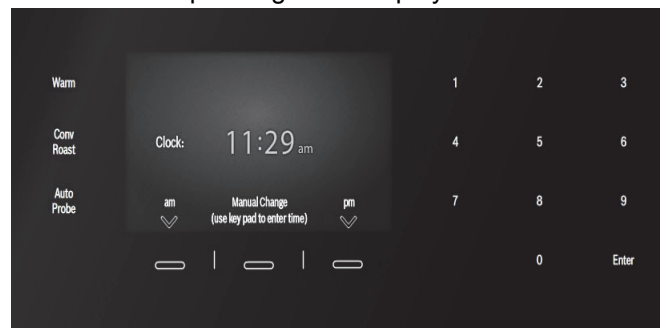 Warm
Conv
Roast
Auto
Probe
Clock: 11:29 am
am
Manual Change
(use key pad to enter time)
pm
1 2 3
4 5 6
7 8 9
0 Enter